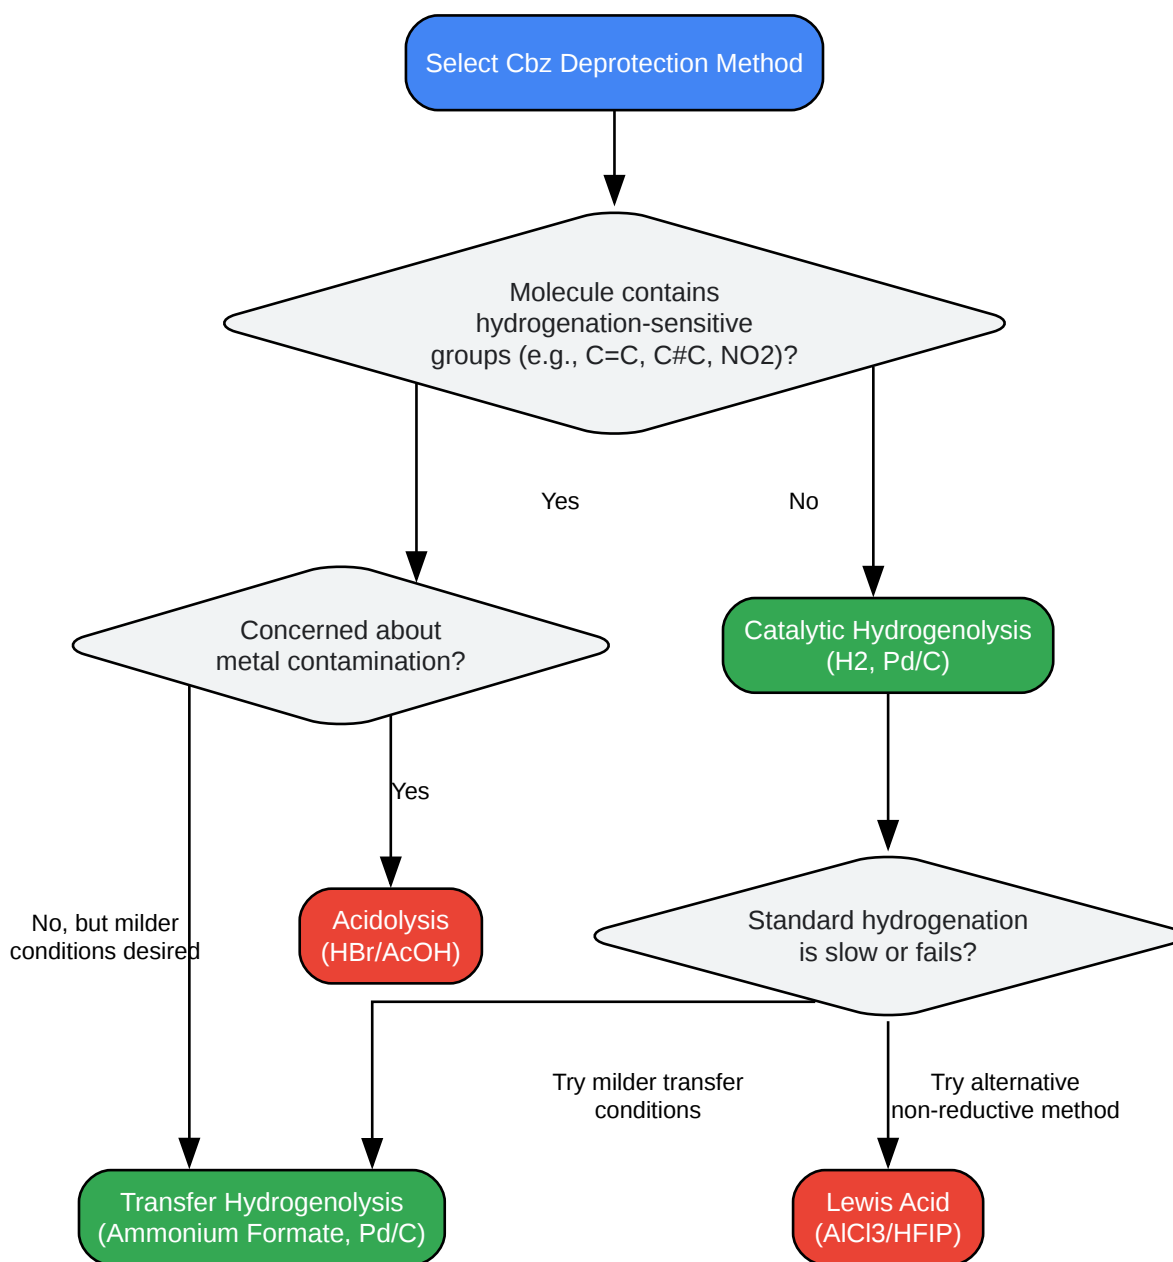 Select Cbz Deprotection Method
Molecule contains
hydrogenation-sensitive
groups (e.g., C=C, C#C, NO2)?
Yes
No
Concerned about
metal contamination?
Catalytic Hydrogenolysis
(H2, Pd/C)
Yes
No, but milder
conditions desired
Acidolysis
(HBr/AcOH)
Standard hydrogenation
is slow or fails?
Try milder transfer
conditions
Try alternative
non-reductive method
Transfer Hydrogenolysis
(Ammonium Formate, Pd/C)
Lewis Acid
(AlCl3/HFIP)